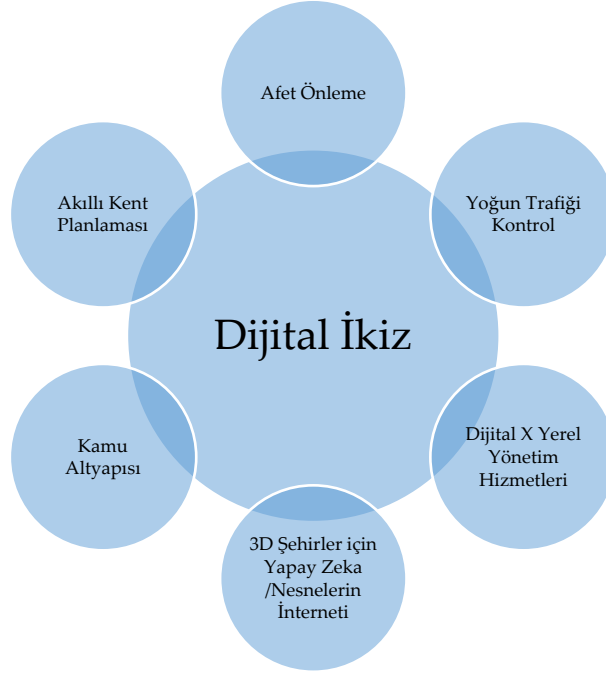 Afet Önleme
Akıllı Kent
Planlaması
Yoğun Trafiği
Kontrol
Dijital İkiz
Kamu
Altyapısı
Dijital X Yerel
Yönetim
Hizmetleri
3D Şehirler için
Yapay Zeka
/Nesnelerin
İnterneti